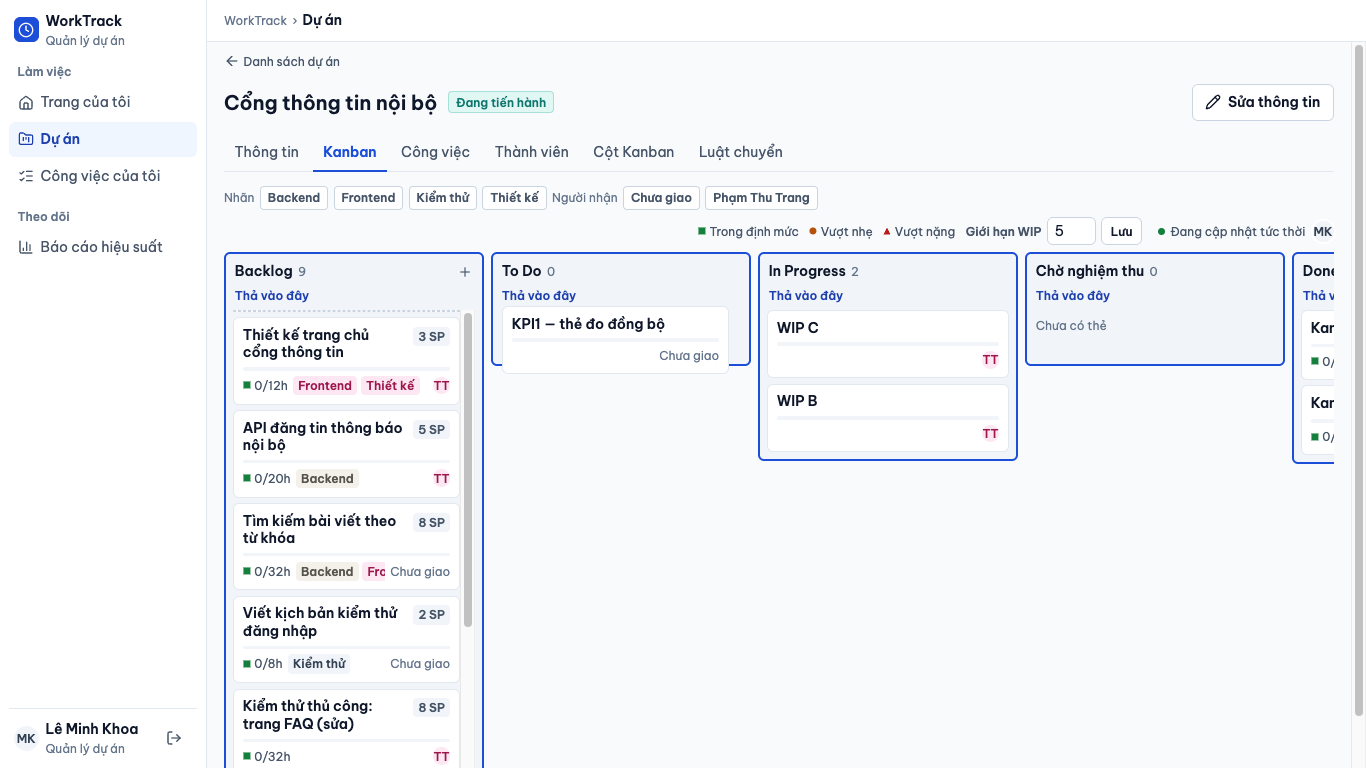 WorkTrack
Quản lý dự án
Làm việc
Trang của tôi
Dự án
Công việc của tôi
Theo dõi
Báo cáo hiệu suất
MK
Lê Minh Khoa
Quản lý dự án
WorkTrack › Dự án
Danh sách dự án
Cổng thông tin nội bộ
Đang tiến hành
Sửa thông tin
Thông tin
Kanban
Công việc
Thành viên
Cột Kanban
Luật chuyển
Nhãn Backend Frontend Kiểm thử Thiết kế Người nhận Chưa giao Phạm Thu Trang
Trong định mức Vượt nhẹ Vượt nặng Giới hạn WIP 5 Lưu Đang cập nhật tức thời MK
Backlog 9
Thả vào đây
Thiết kế trang chủ
cổng thông tin
3 SP
0/12h Frontend Thiết kế TT
API đăng tin thông báo
nội bộ
5 SP
0/20h Backend TT
Tìm kiếm bài viết theo
từ khóa
8 SP
0/32h Backend Fro Chưa giao
Viết kịch bản kiểm thử
đăng nhập
2 SP
0/8h Kiểm thử Chưa giao
Kiểm thử thủ công:
trang FAQ (sửa)
8 SP
0/32h TT
To Do 0
Thả vào đây
KPI1 — thẻ đo đồng bộ
Chưa giao
In Progress 2
Thả vào đây
WIP C
TT
WIP B
TT
Chờ nghiệm thu 0
Thả vào đây
Chưa có thẻ
Done
Thả v
Kan
0/
Kan
0/